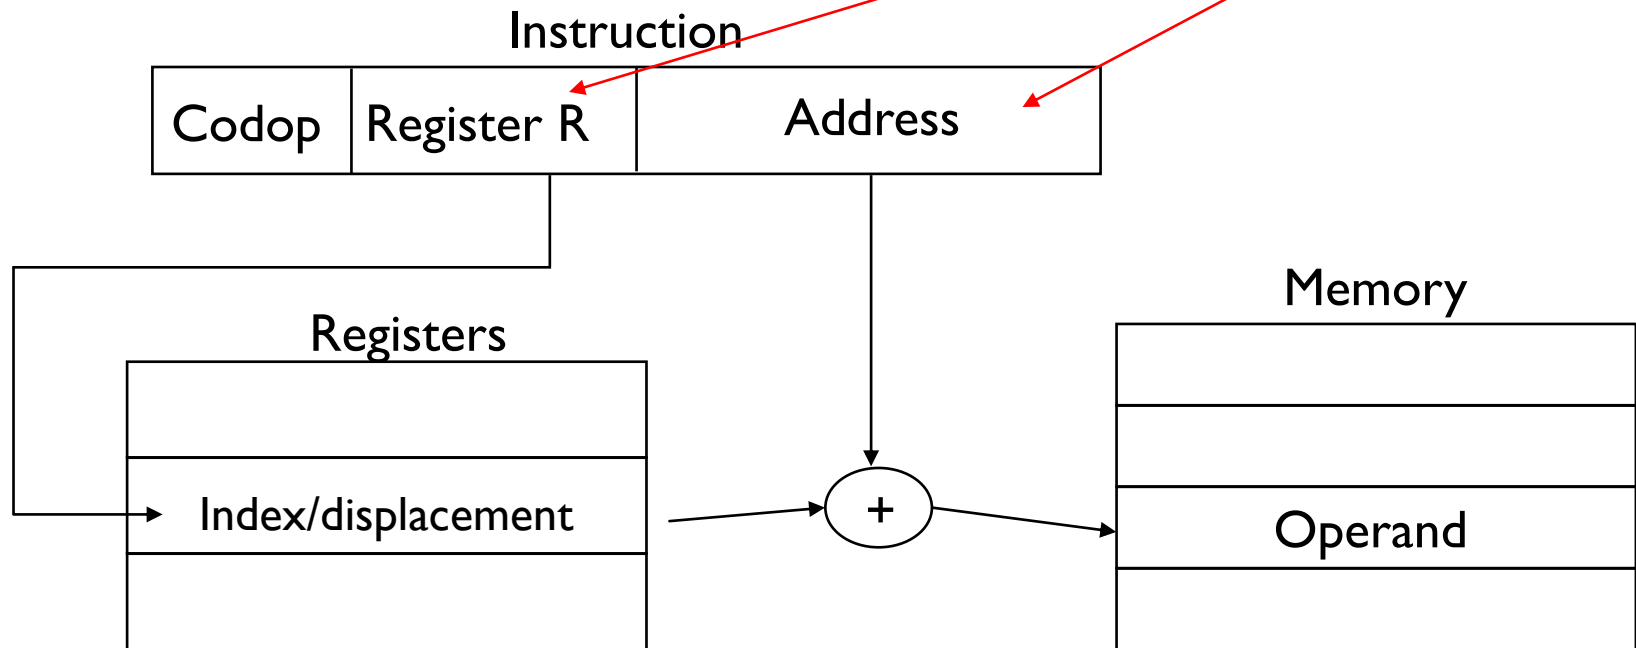 Instruction
Codop
Register R
Address
Memory
Registers
Index/displacement
+
Operand